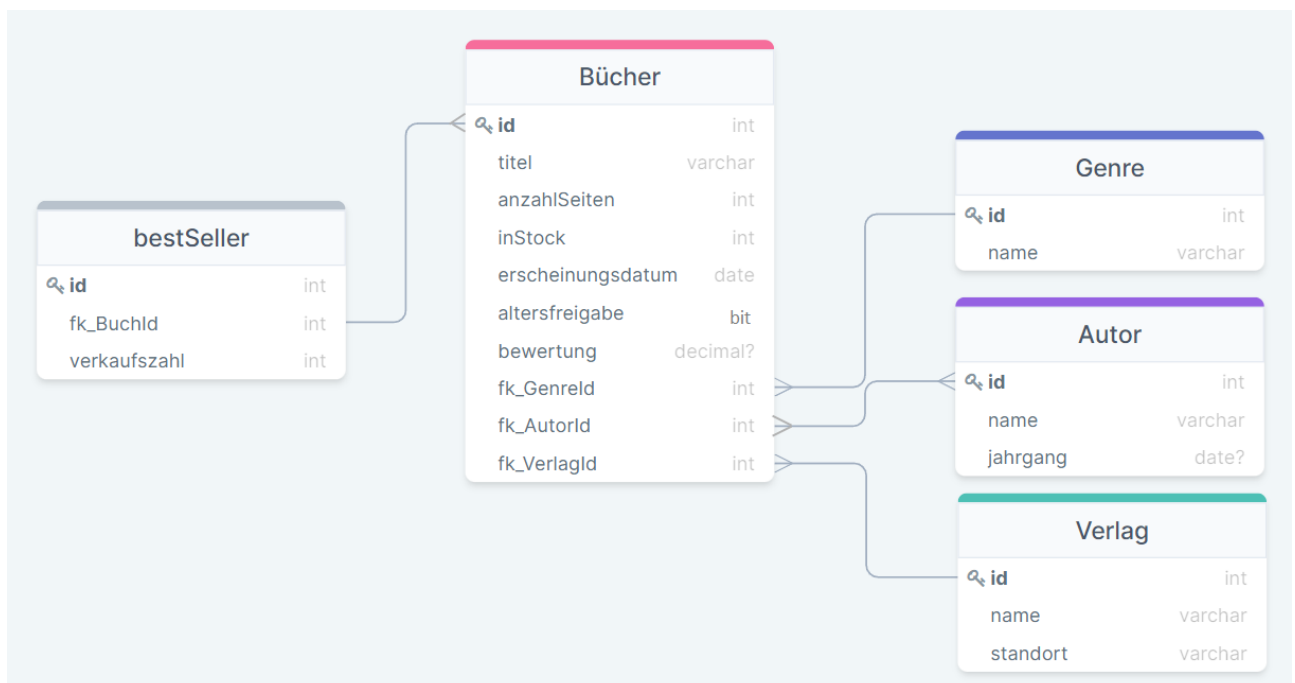 bestSeller
id int
fk_BuchId int
verkaufszahl int
Bücher
id int
titel varchar
anzahlSeiten int
inStock int
erscheinungsdatum date
altersfreigabe bit
bewertung decimal?
fk_GenreId int
fk_AutorId int
fk_VerlagId int
Genre
id int
name varchar
Autor
id int
name varchar
jahrgang date?
Verlag
id int
name varchar
standort varchar